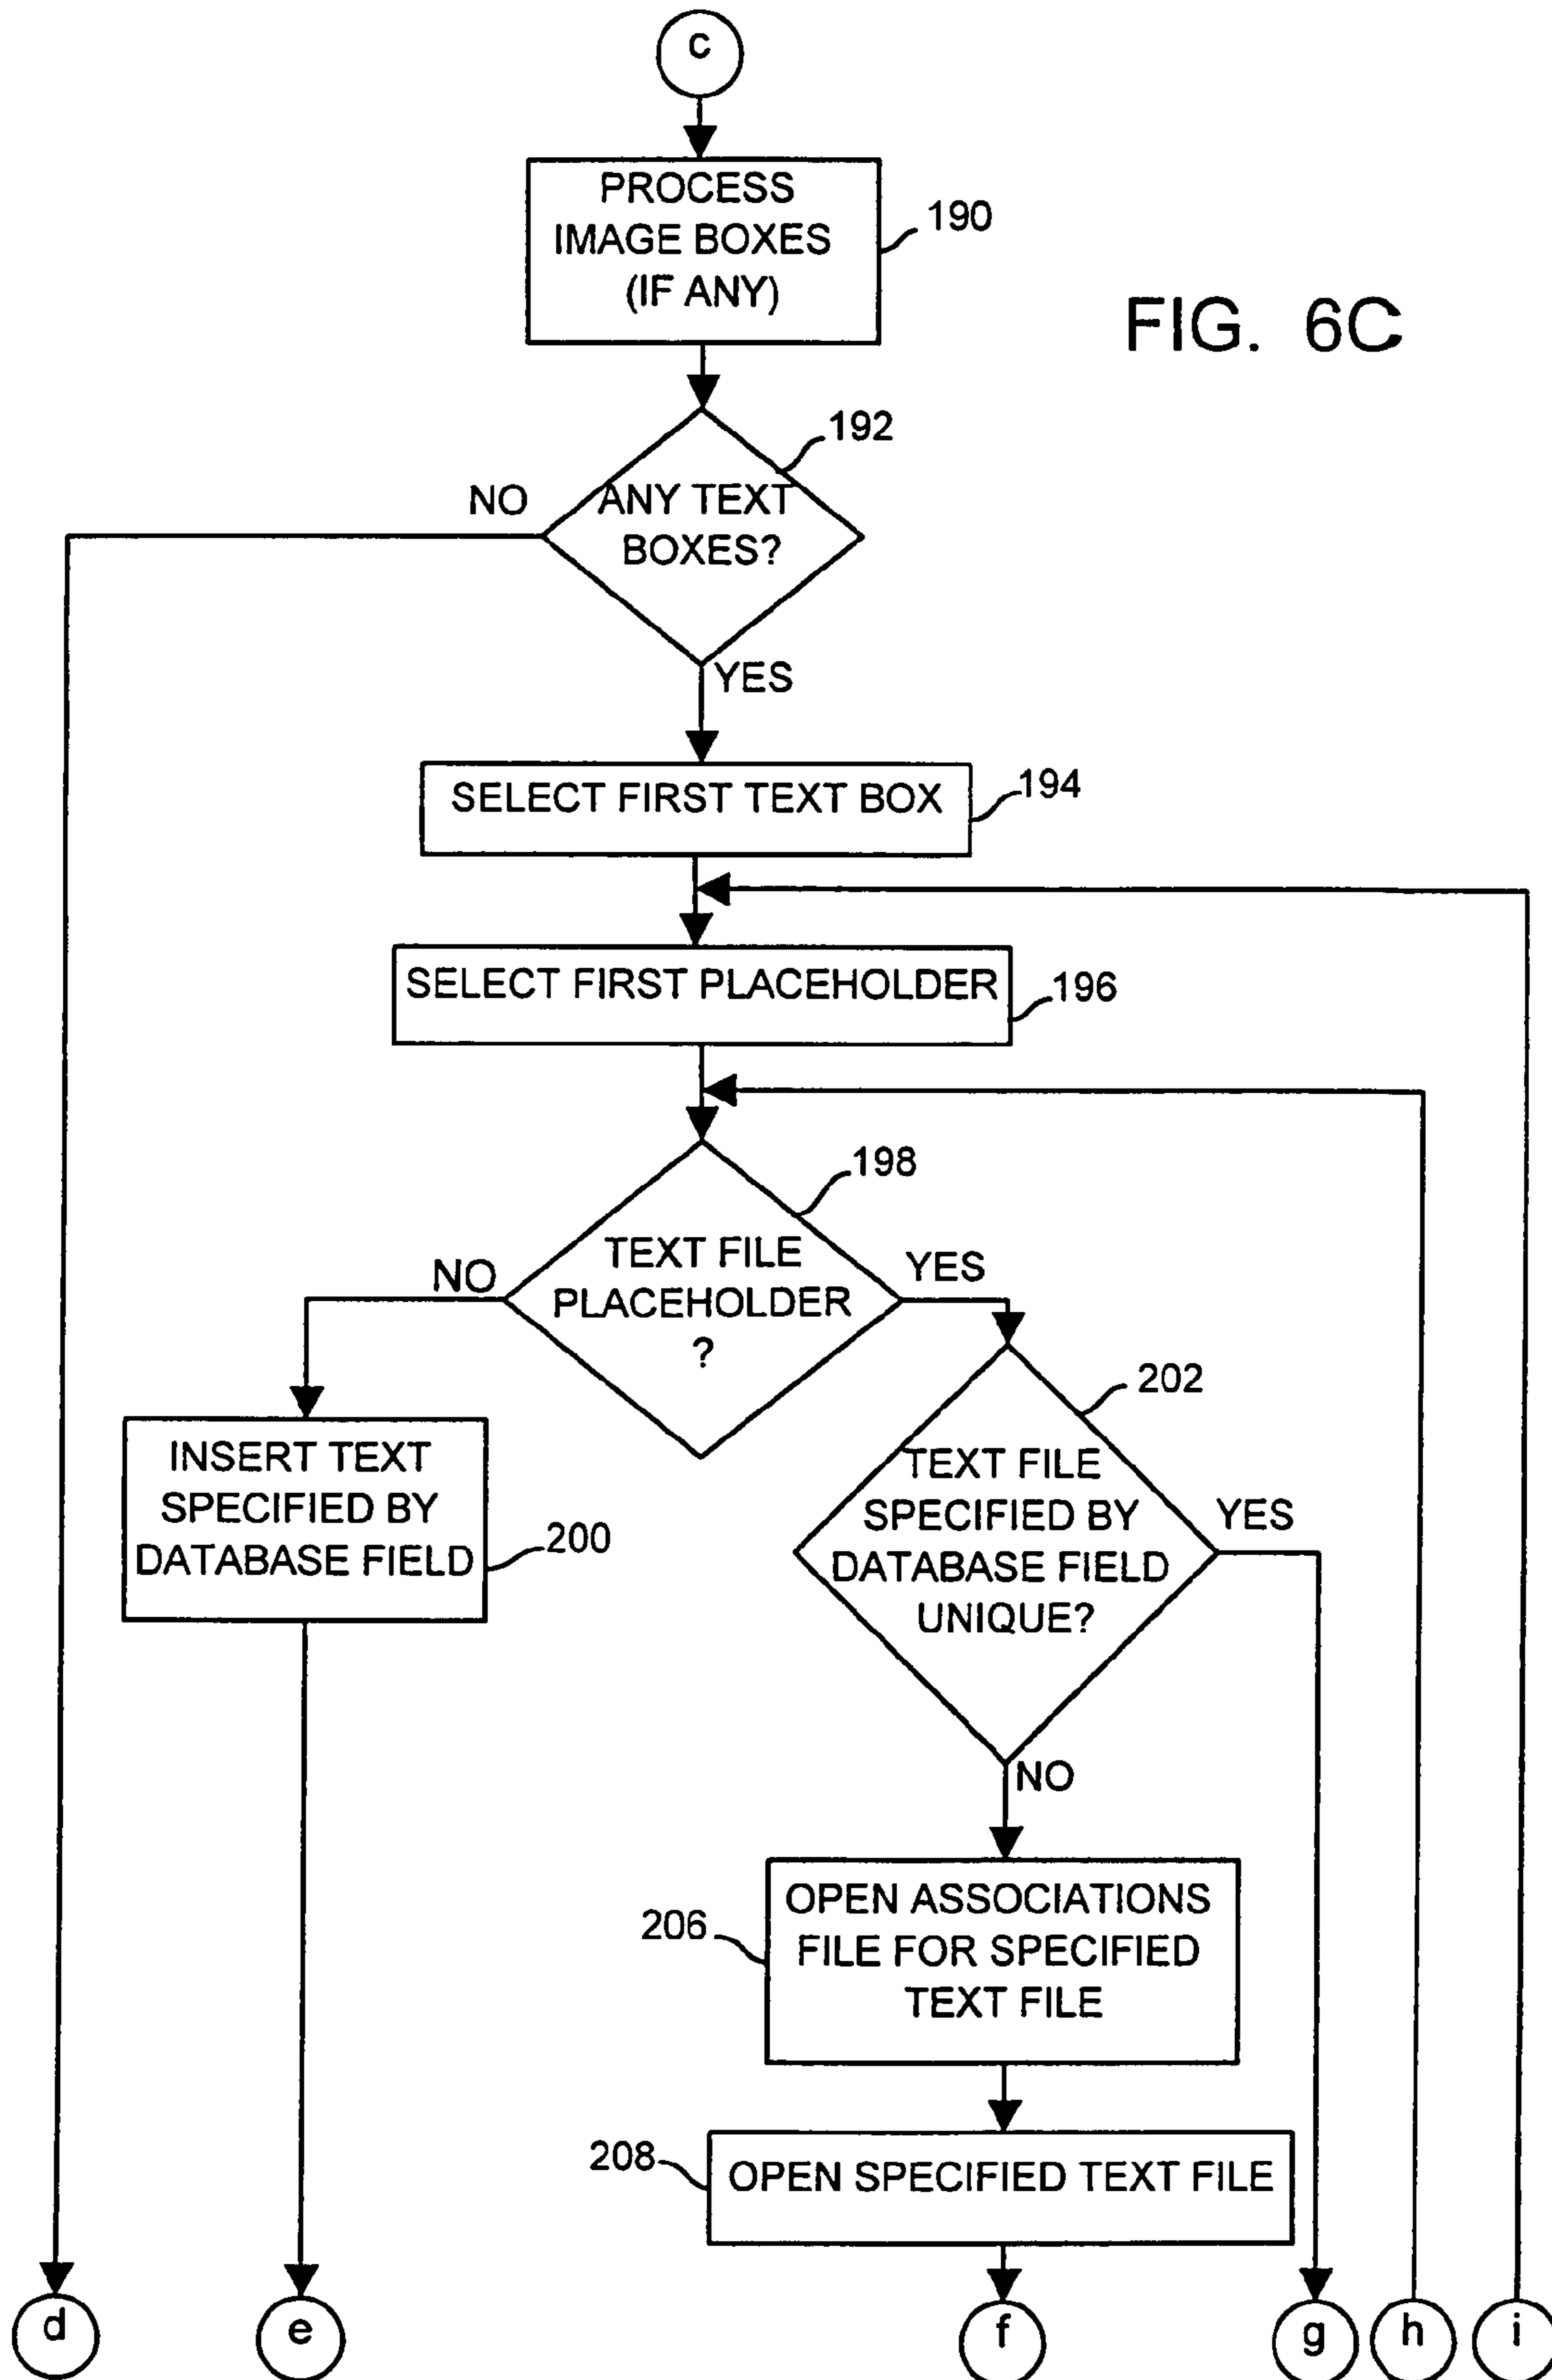 c
PROCESS
IMAGE BOXES
(IF ANY)
190
FIG. 6C
192
NO
ANY TEXT
BOXES?
YES
SELECT FIRST TEXT BOX
194
SELECT FIRST PLACEHOLDER
196
198
NO
TEXT FILE
PLACEHOLDER
?
YES
202
INSERT TEXT
SPECIFIED BY
DATABASE FIELD
200
TEXT FILE
SPECIFIED BY
DATABASE FIELD
UNIQUE?
YES
NO
206
OPEN ASSOCIATIONS
FILE FOR SPECIFIED
TEXT FILE
208
OPEN SPECIFIED TEXT FILE
d
e
f
g
h
i